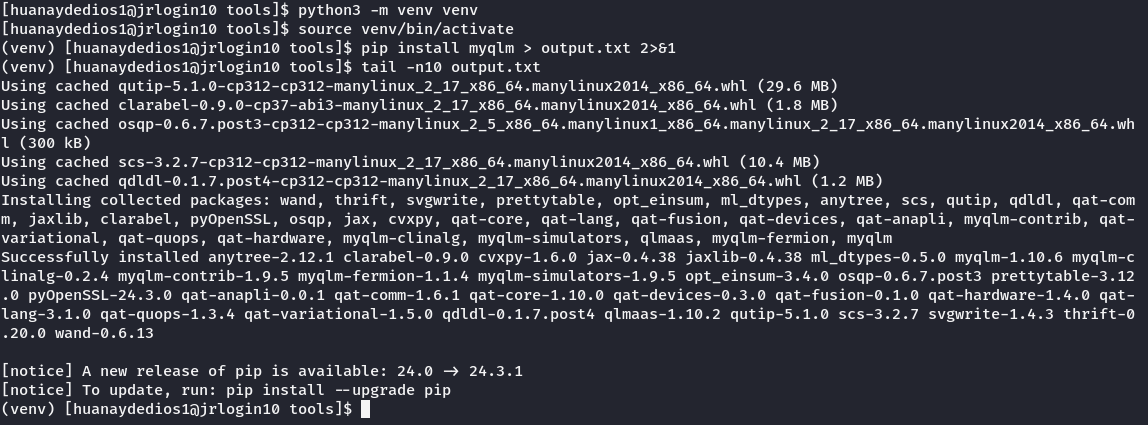 [huanaydedios1@jrlogin10 tools]$ python3 -m venv venv
[huanaydedios1@jrlogin10 tools]$ source venv/bin/activate
(venv) [huanaydedios1@jrlogin10 tools]$ pip install myqlm > output.txt 2>&1
(venv) [huanaydedios1@jrlogin10 tools]$ tail -n10 output.txt
Using cached qutip-5.1.0-cp312-cp312-manylinux_2_17_x86_64.manylinux2014_x86_64.whl (29.6 MB)
Using cached clarabel-0.9.0-cp37-abi3-manylinux_2_17_x86_64.manylinux2014_x86_64.whl (1.8 MB)
Using cached osqp-0.6.7.post3-cp312-cp312-manylinux_2_5_x86_64.manylinux1_x86_64.manylinux_2_17_x86_64.manylinux2014_x86_64.wh
l (300 kB)
Using cached scs-3.2.7-cp312-cp312-manylinux_2_17_x86_64.manylinux2014_x86_64.whl (10.4 MB)
Using cached qdldl-0.1.7.post4-cp312-cp312-manylinux_2_17_x86_64.manylinux2014_x86_64.whl (1.2 MB)
Installing collected packages: wand, thrift, svgwrite, prettytable, opt_einsum, ml_dtypes, anytree, scs, qutip, qdldl, qat-com
m, jaxlib, clarabel, pyOpenSSL, osqp, jax, cvxpy, qat-core, qat-lang, qat-fusion, qat-devices, qat-anapli, myqlm-contrib, qat-
variational, qat-quops, qat-hardware, myqlm-clinalg, myqlm-simulators, qlmaas, myqlm-fermion, myqlm
Successfully installed anytree-2.12.1 clarabel-0.9.0 cvxpy-1.6.0 jax-0.4.38 jaxlib-0.4.38 ml_dtypes-0.5.0 myqlm-1.10.6 myqlm-c
linalg-0.2.4 myqlm-contrib-1.9.5 myqlm-fermion-1.1.4 myqlm-simulators-1.9.5 opt_einsum-3.4.0 osqp-0.6.7.post3 prettytable-3.12
.0 pyOpenSSL-24.3.0 qat-anapli-0.0.1 qat-comm-1.6.1 qat-core-1.10.0 qat-devices-0.3.0 qat-fusion-0.1.0 qat-hardware-1.4.0 qat-
lang-3.1.0 qat-quops-1.3.4 qat-variational-1.5.0 qdldl-0.1.7.post4 qlmaas-1.10.2 qutip-5.1.0 scs-3.2.7 svgwrite-1.4.3 thrift-0
.20.0 wand-0.6.13

[notice] A new release of pip is available: 24.0 -> 24.3.1
[notice] To update, run: pip install --upgrade pip
(venv) [huanaydedios1@jrlogin10 tools]$